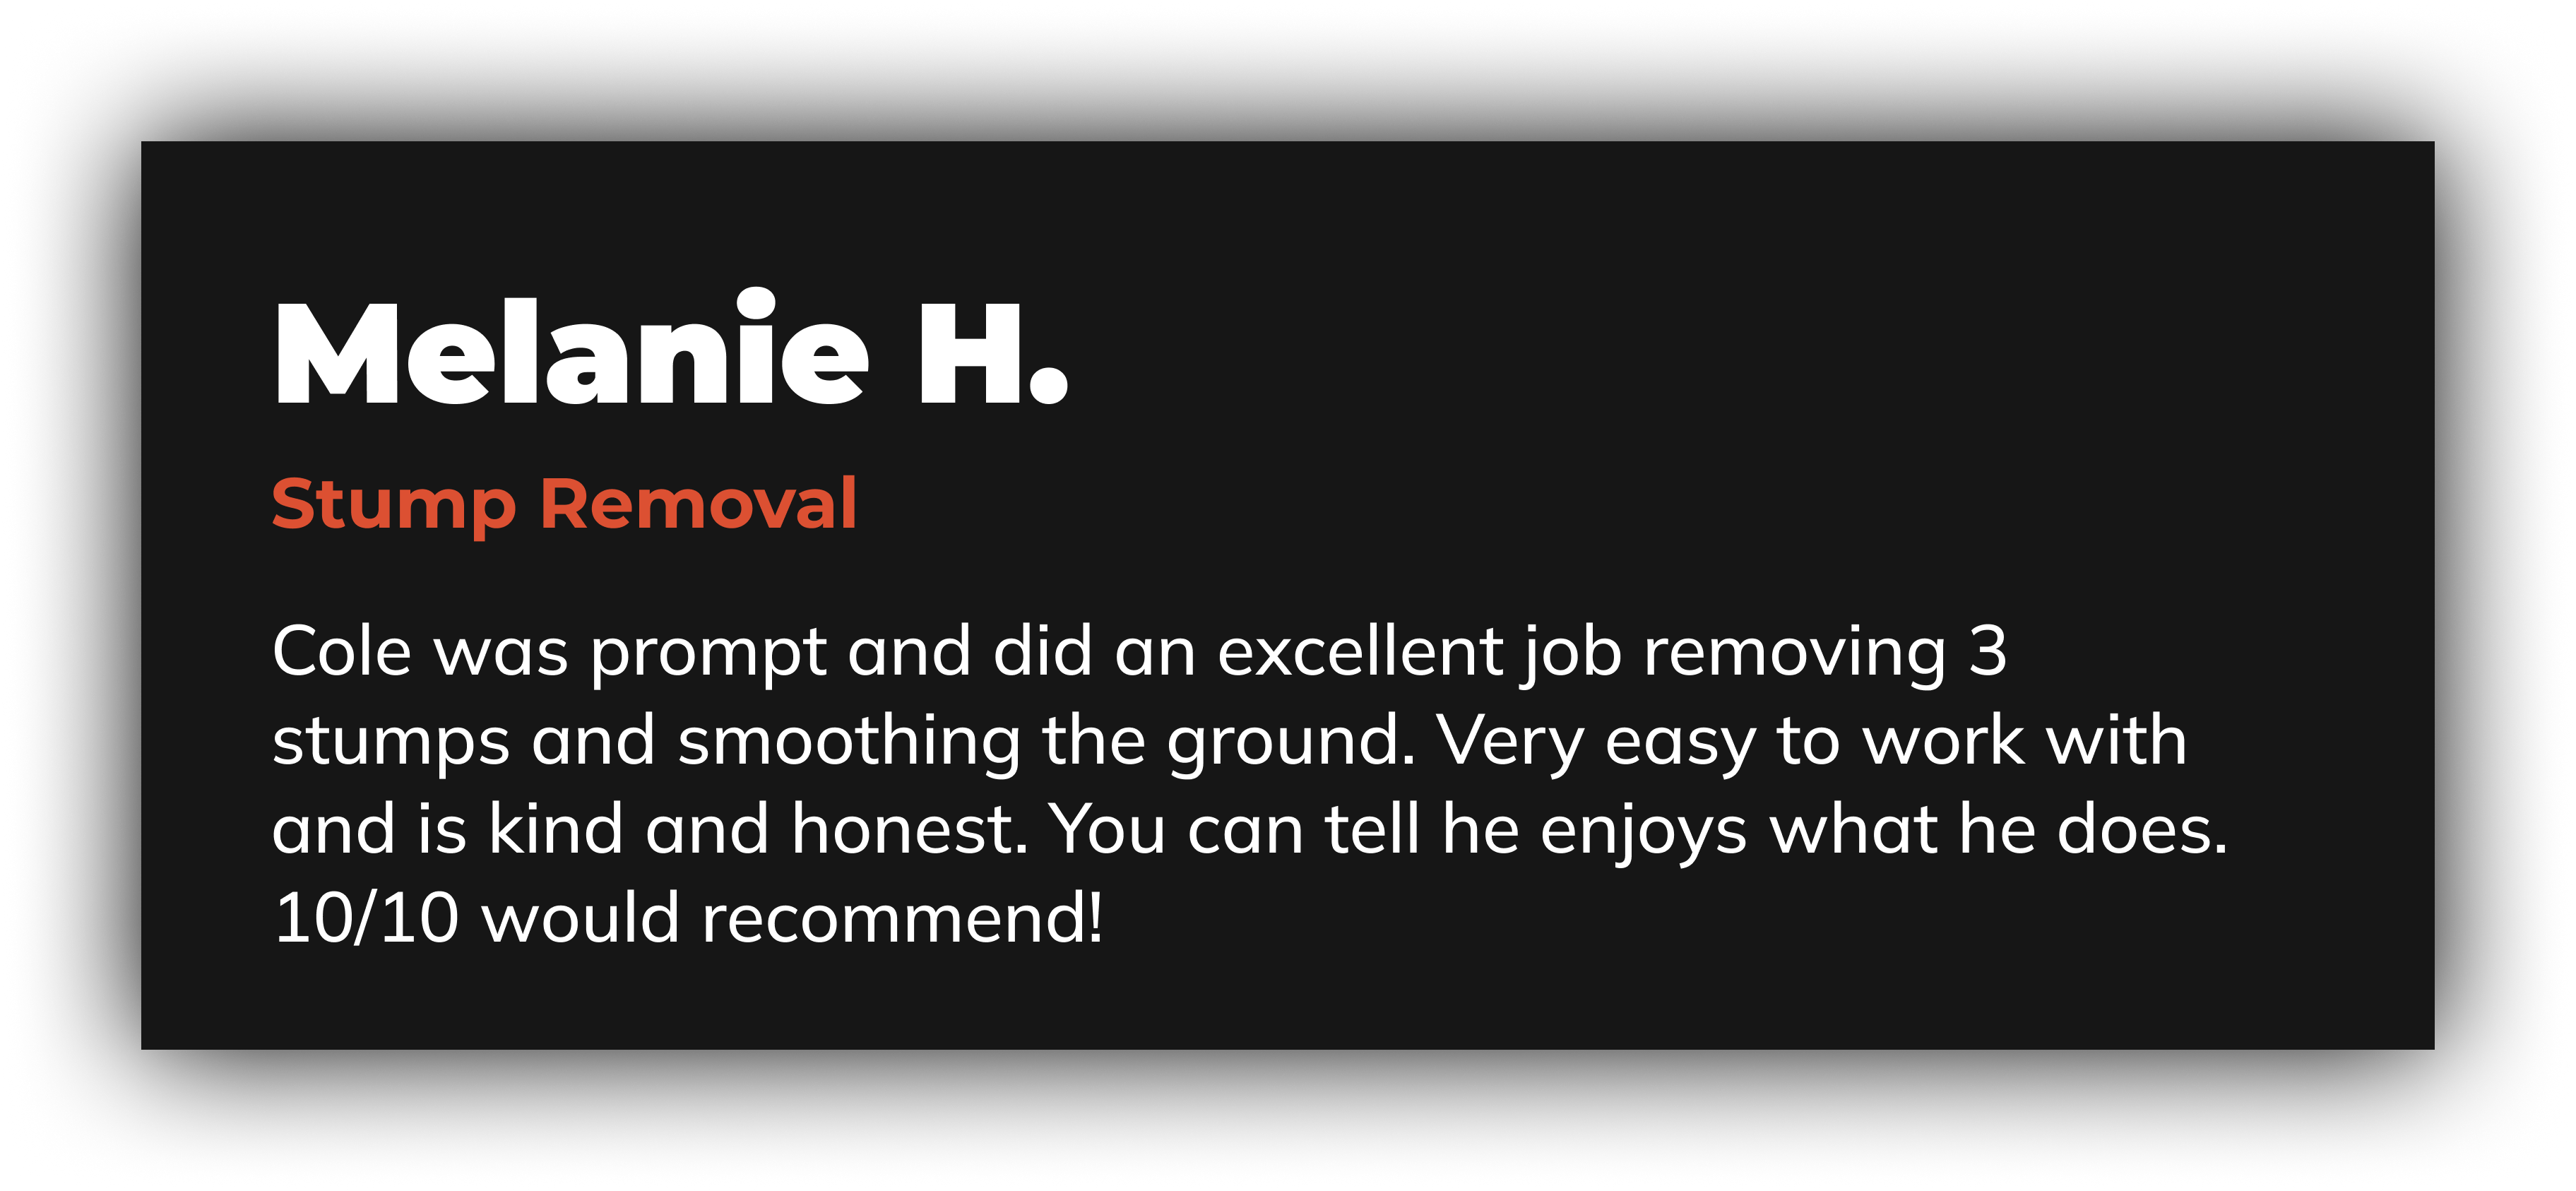 Melanie H.
Stump Removal
Cole was prompt and did an excellent job removing 3
stumps and smoothing the ground. Very easy to work with
and is kind and honest. You can tell he enjoys what he does.
10/10 would recommend!